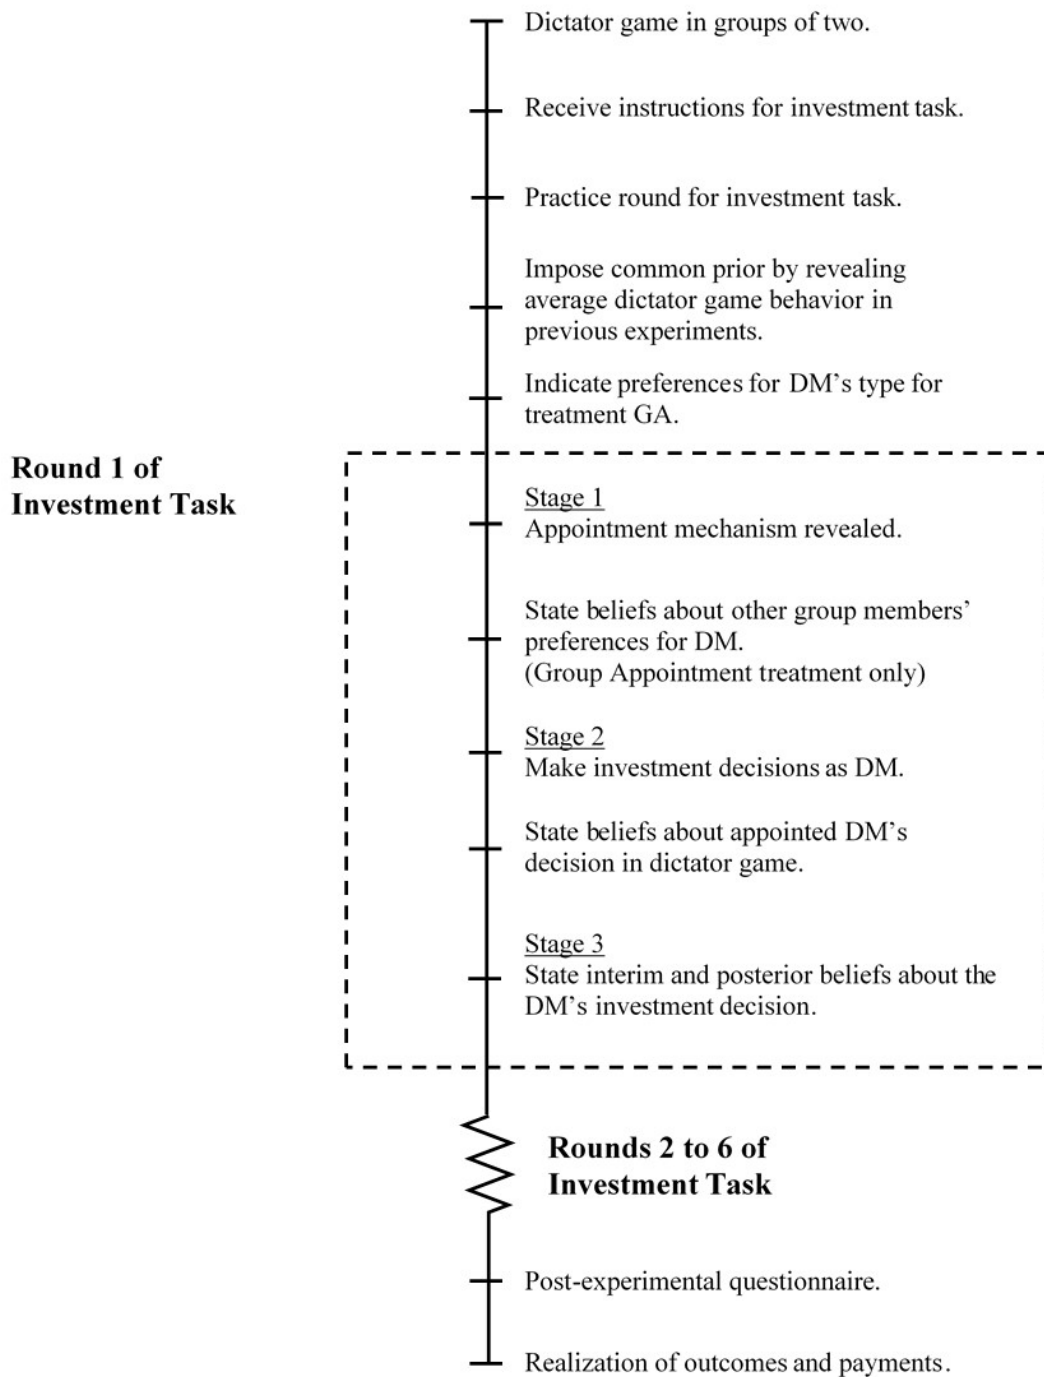 Dictator game in groups of two.
Receive instructions for investment task.
Practice round for investment task.
Impose common prior by revealing
average dictator game behavior in
previous experiments.
Indicate preferences for DM's type for
treatment GA.
Round 1 of
Investment Task
Stage 1
Appointment mechanism revealed.
State beliefs about other group members'
preferences for DM.
(Group Appointment treatment only)
Stage 2
Make investment decisions as DM.
State beliefs about appointed DM's
decision in dictator game.
Stage 3
State interim and posterior beliefs about the
DM's investment decision.
Rounds 2 to 6 of
Investment Task
Post-experimental questionnaire.
Realization of outcomes and payments.